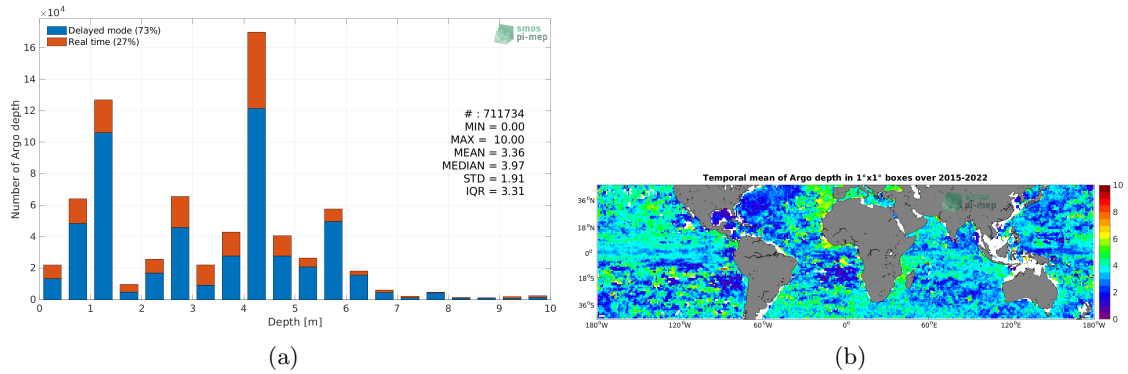 ×10⁴
Delayed mode (73%)
Real time (27%)
smos
pi-mep
16
14
12
10
8
6
4
2
0
Number of Argo depth
# : 711734
MIN = 0.00
MAX = 10.00
MEAN = 3.36
MEDIAN = 3.97
STD = 1.91
IQR = 3.31
0 1 2 3 4 5 6 7 8 9 10
Depth [m]
(a)
Temporal mean of Argo depth in 1°x1° boxes over 2015-2022
smos
pi-mep
36°N
18°N
0°
18°S
36°S
180°W 120°W 60°W 0° 60°E 120°E 180°W
10
8
6
4
2
0
(b)